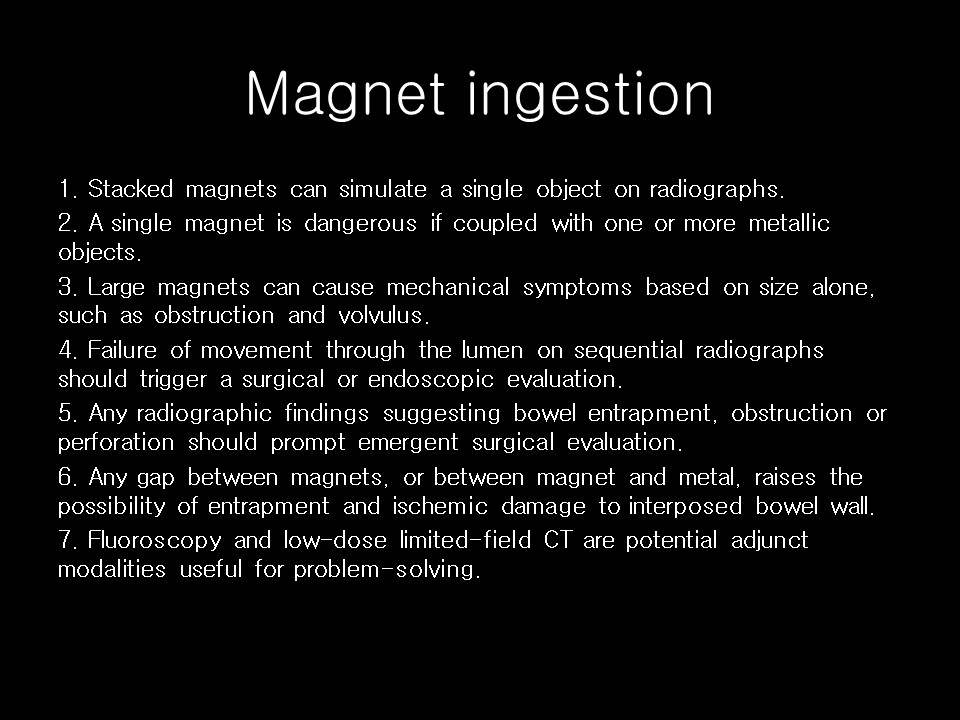 Magnet ingestion
1. Stacked magnets can simulate a single object on radiographs.
2. A single magnet is dangerous if coupled with one or more metallic
objects.
3. Large magnets can cause mechanical symptoms based on size alone,
such as obstruction and volvulus.
4. Failure of movement through the lumen on sequential radiographs
should trigger a surgical or endoscopic evaluation.
5. Any radiographic findings suggesting bowel entrapment, obstruction or
perforation should prompt emergent surgical evaluation.
6. Any gap between magnets, or between magnet and metal, raises the
possibility of entrapment and ischemic damage to interposed bowel wall.
7. Fluoroscopy and low-dose limited-field CT are potential adjunct
modalities useful for problem-solving.